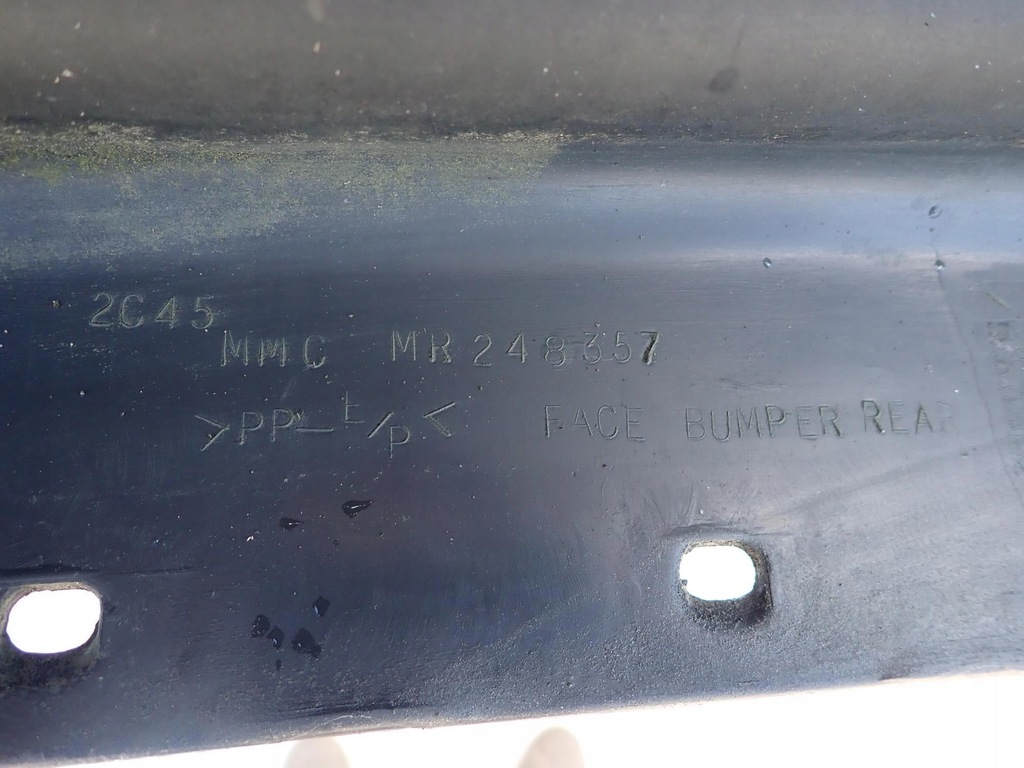 2C45
MMC MR248357
>PP-E/P< FACE BUMPER REAR